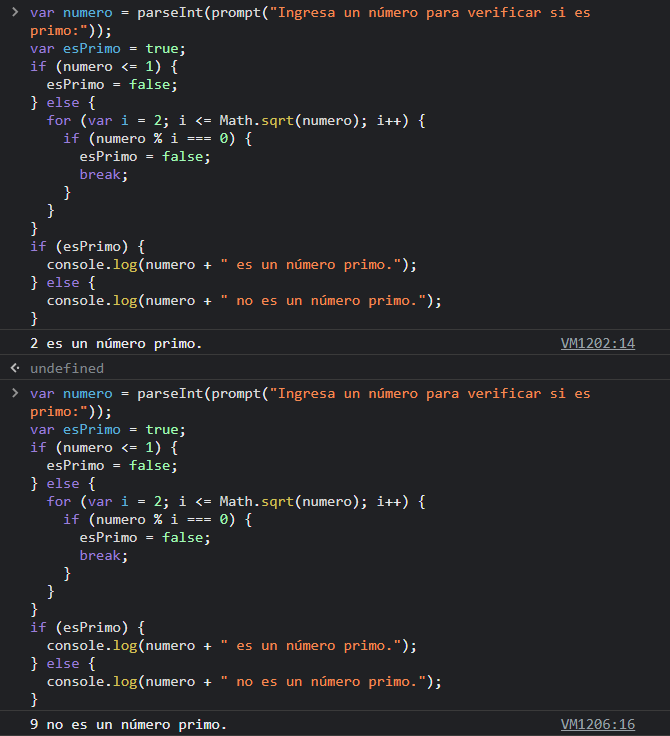 var numero = parseInt(prompt("Ingresa un número para verificar si es
primo:"));
var esPrimo = true;
if (numero <= 1) {
  esPrimo = false;
} else {
  for (var i = 2; i <= Math.sqrt(numero); i++) {
    if (numero % i === 0) {
      esPrimo = false;
      break;
    }
  }
}
if (esPrimo) {
  console.log(numero + " es un número primo.");
} else {
  console.log(numero + " no es un número primo.");
}
2 es un número primo. VM1202:14
undefined
var numero = parseInt(prompt("Ingresa un número para verificar si es
primo:"));
var esPrimo = true;
if (numero <= 1) {
  esPrimo = false;
} else {
  for (var i = 2; i <= Math.sqrt(numero); i++) {
    if (numero % i === 0) {
      esPrimo = false;
      break;
    }
  }
}
if (esPrimo) {
  console.log(numero + " es un número primo.");
} else {
  console.log(numero + " no es un número primo.");
}
9 no es un número primo. VM1206:16